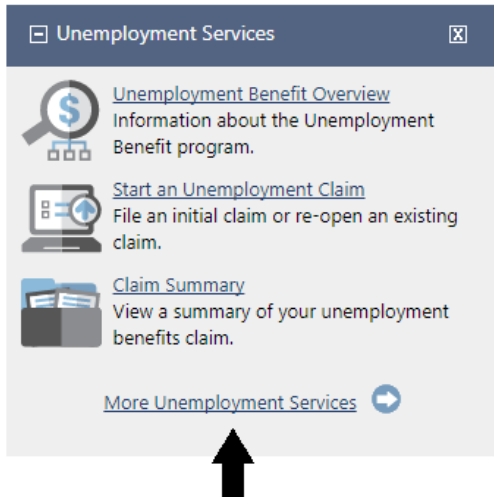 Unemployment Services
Unemployment Benefit Overview
Information about the Unemployment
Benefit program.
Start an Unemployment Claim
File an initial claim or re-open an existing
claim.
Claim Summary
View a summary of your unemployment
benefits claim.
More Unemployment Services